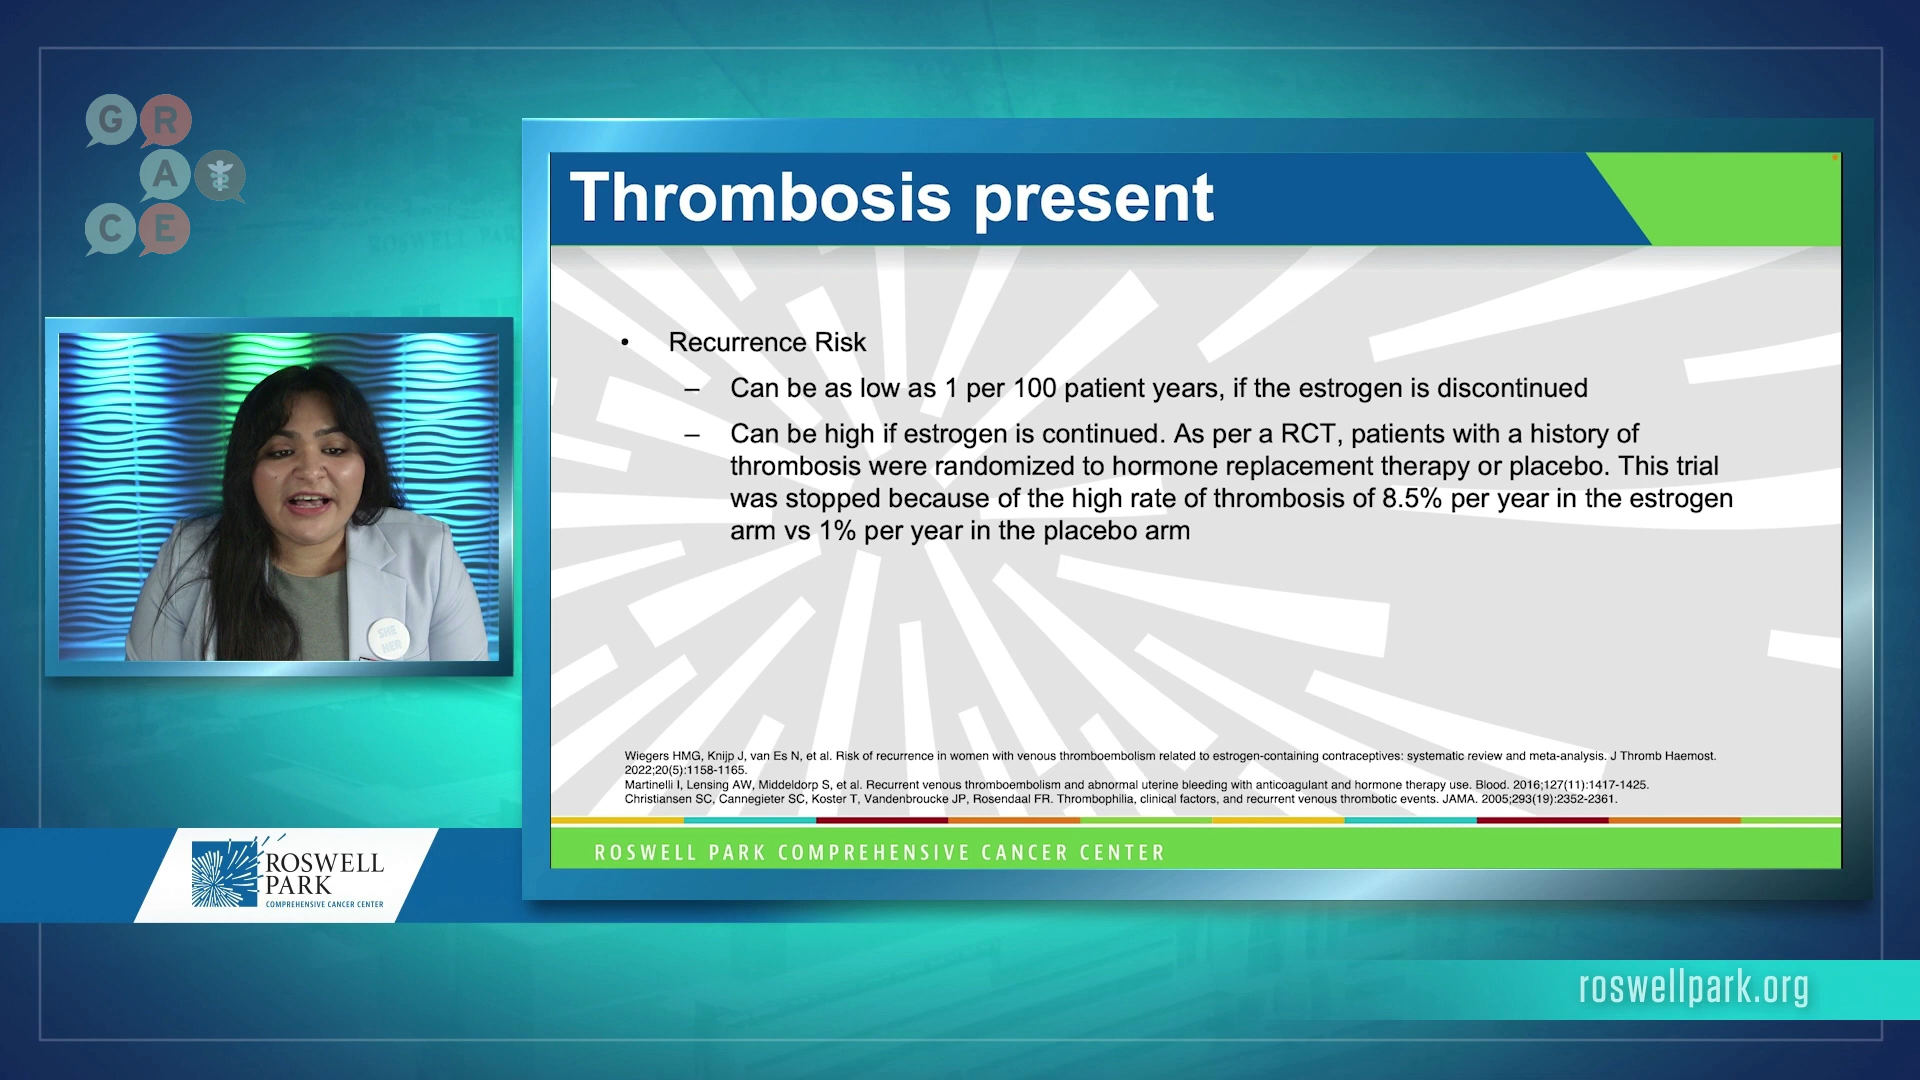 G R
A
C E
Thrombosis present
• Recurrence Risk
– Can be as low as 1 per 100 patient years, if the estrogen is discontinued
– Can be high if estrogen is continued. As per a RCT, patients with a history of
thrombosis were randomized to hormone replacement therapy or placebo. This trial
was stopped because of the high rate of thrombosis of 8.5% per year in the estrogen
arm vs 1% per year in the placebo arm
Wiegers HMG, Knijp J, van Es N, et al. Risk of recurrence in women with venous thromboembolism related to estrogen-containing contraceptives: systematic review and meta-analysis. J Thromb Haemost.
2022;20(5):1158-1165.
Martinelli I, Lensing AW, Middeldorp S, et al. Recurrent venous thromboembolism and abnormal uterine bleeding with anticoagulant and hormone therapy use. Blood. 2016;127(11):1417-1425.
Christiansen SC, Cannegieter SC, Koster T, Vandenbroucke JP, Rosendaal FR. Thrombophilia, clinical factors, and recurrent venous thrombotic events. JAMA. 2005;293(19):2352-2361.
ROSWELL PARK COMPREHENSIVE CANCER CENTER
SHE
HER
ROSWELL
PARK
COMPREHENSIVE CANCER CENTER
roswellpark.org